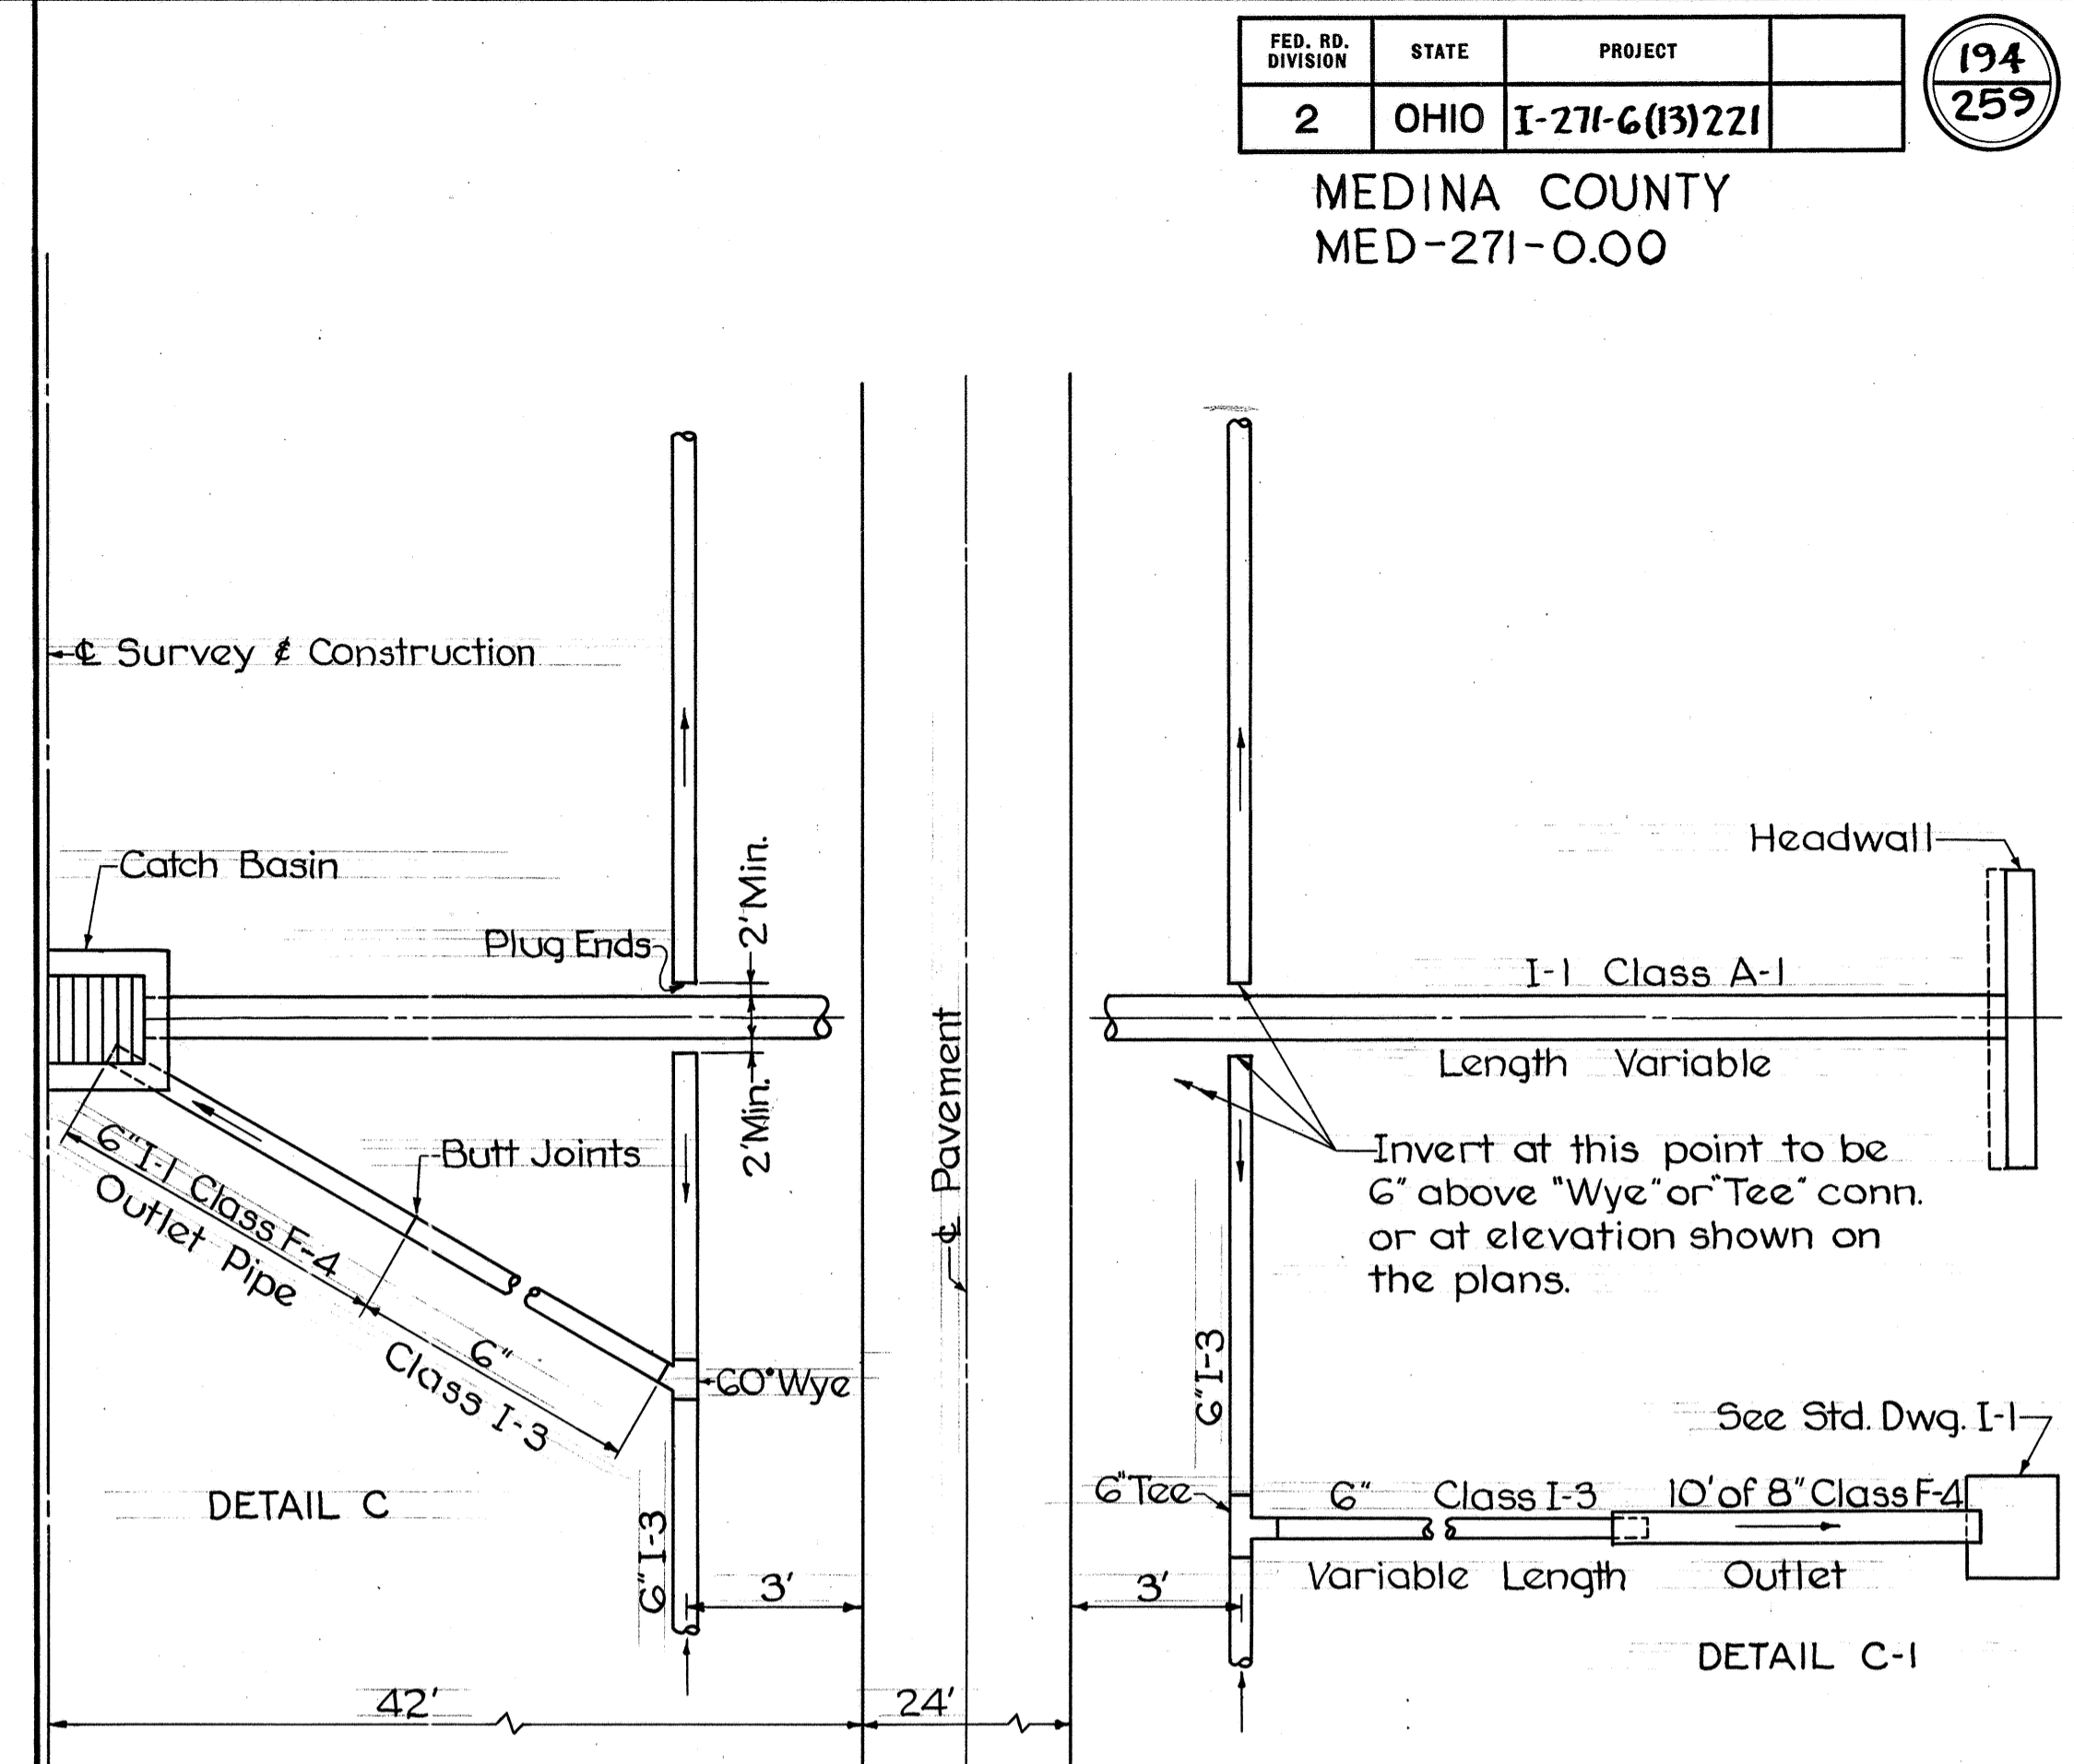 FED. RD.
DIVISION
STATE
PROJECT
2
OHIO
I-271-6(13)221
194
259
MEDINA COUNTY
MED-271-0.00
℄ Survey & Construction
Catch Basin
Plug Ends
2' Min.
2' Min.
Headwall
I-1 Class A-1
Length Variable
℄ Pavement
Invert at this point to be
6" above "Wye" or "Tee" conn.
or at elevation shown on
the plans.
Butt Joints
6" I-1 Class F-4
Outlet Pipe
6"
Class I-3
60° Wye
6" I-3
6" I-3
See Std. Dwg. I-1
6" Tee
6" Class I-3
10' of 8" Class F-4
Variable Length
Outlet
DETAIL C
3'
3'
DETAIL C-1
42'
24'